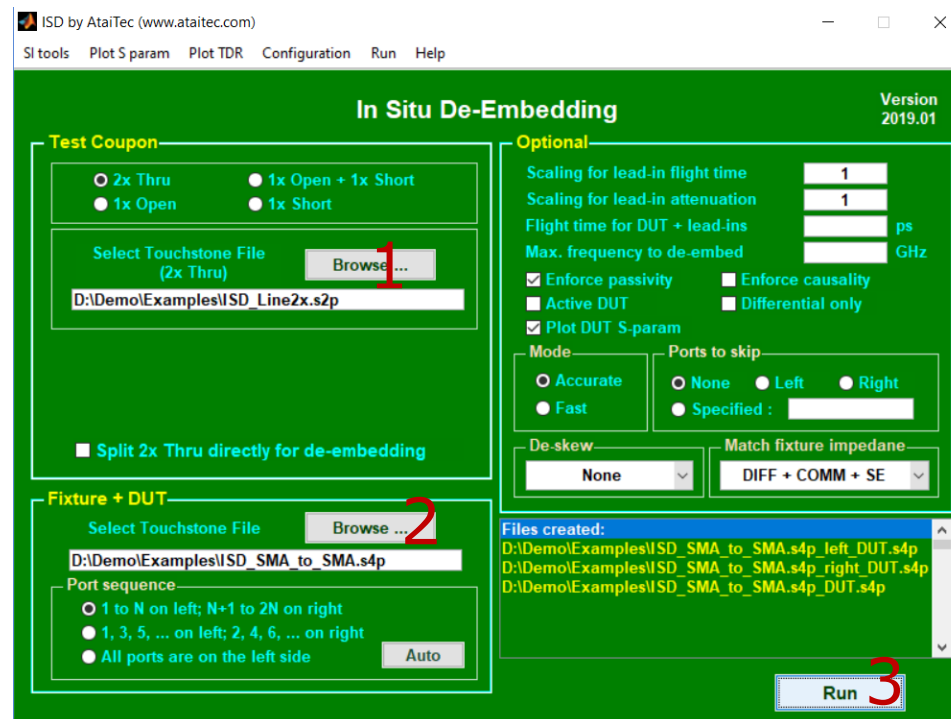 ISD by AtaiTec (www.ataitec.com)
SI tools Plot S param Plot TDR Configuration Run Help
In Situ De-Embedding
Version
2019.01
Test Coupon
2x Thru
1x Open + 1x Short
1x Open
1x Short
Select Touchstone File
(2x Thru)
Browse ...
1
D:\Demo\Examples\ISD_Line2x.s2p
Split 2x Thru directly for de-embedding
Fixture + DUT
Select Touchstone File
Browse ...
2
D:\Demo\Examples\ISD_SMA_to_SMA.s4p
Port sequence
1 to N on left; N+1 to 2N on right
1, 3, 5, ... on left; 2, 4, 6, ... on right
All ports are on the left side
Auto
Optional
Scaling for lead-in flight time 1
Scaling for lead-in attenuation 1
Flight time for DUT + lead-ins ps
Max. frequency to de-embed GHz
Enforce passivity
Enforce causality
Active DUT
Differential only
Plot DUT S-param
Mode
Accurate
Fast
Ports to skip
None
Left
Right
Specified :
De-skew
None
Match fixture impedane
DIFF + COMM + SE
Files created:
D:\Demo\Examples\ISD_SMA_to_SMA.s4p_left_DUT.s4p
D:\Demo\Examples\ISD_SMA_to_SMA.s4p_right_DUT.s4p
D:\Demo\Examples\ISD_SMA_to_SMA.s4p_DUT.s4p
Run
3